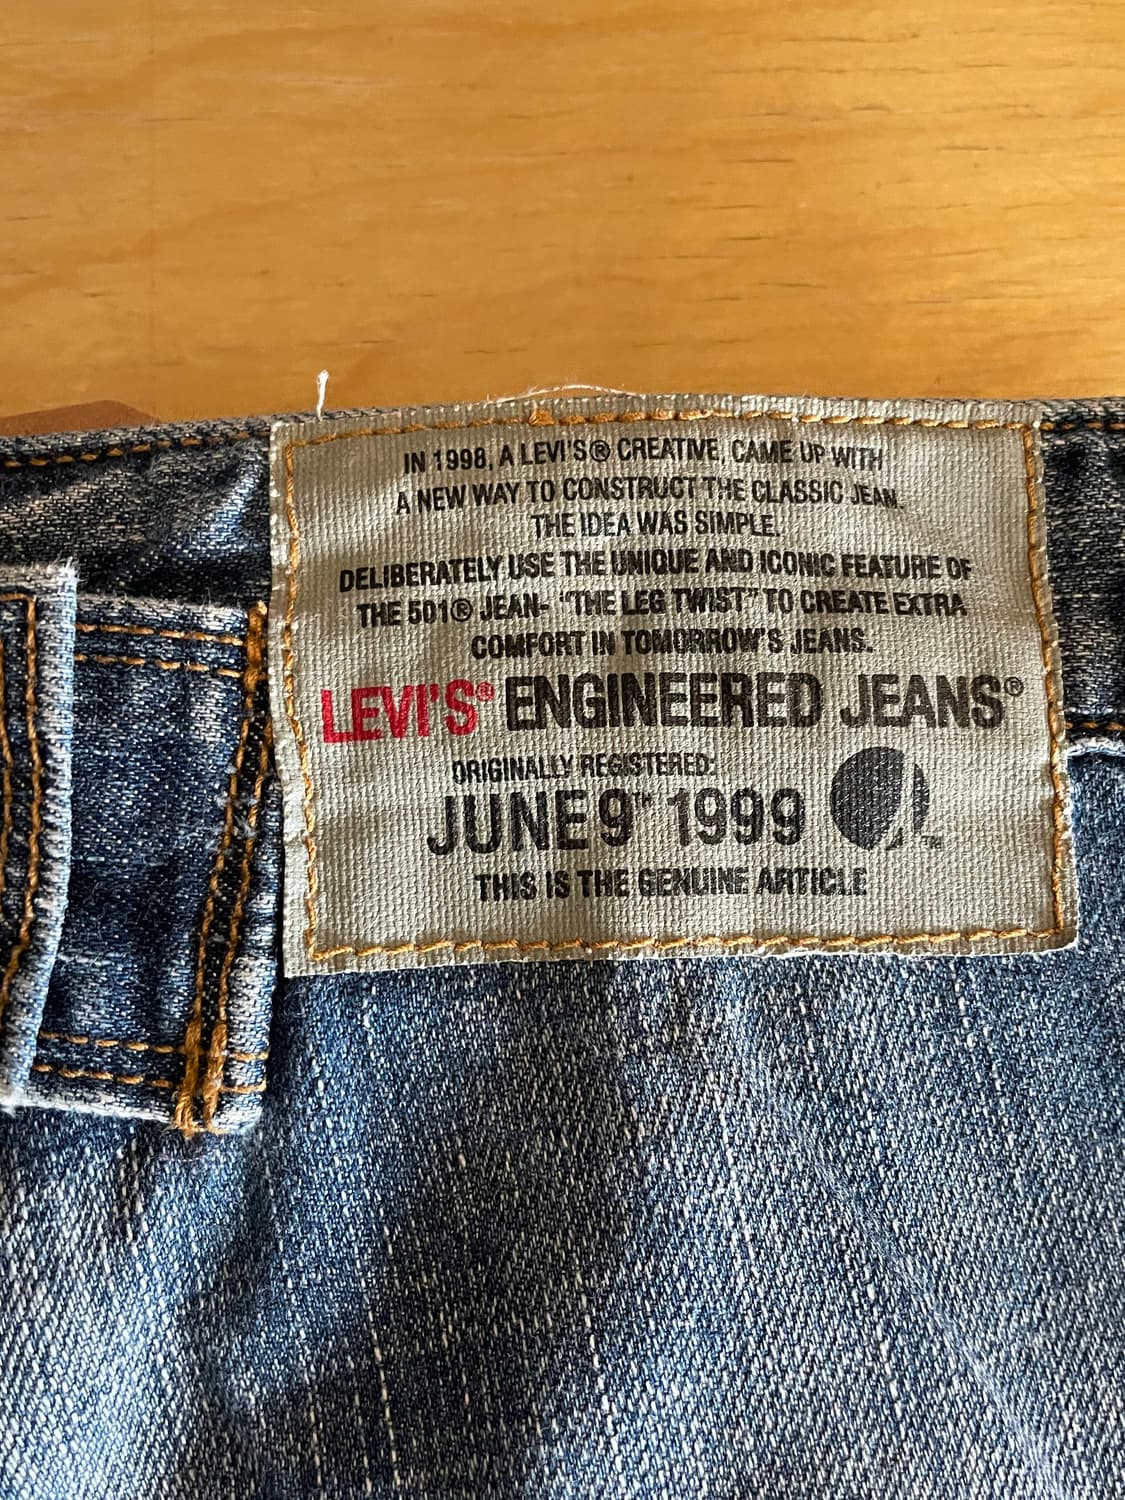 IN 1998, A LEVI'S® CREATIVE, CAME UP WITH
A NEW WAY TO CONSTRUCT THE CLASSIC JEAN.
THE IDEA WAS SIMPLE.
DELIBERATELY USE THE UNIQUE AND ICONIC FEATURE OF
THE 501® JEAN- "THE LEG TWIST" TO CREATE EXTRA
COMFORT IN TOMORROW'S JEANS.
LEVI'S® ENGINEERED JEANS®
ORIGINALLY REGISTERED:
JUNE 9TH 1999
TM
THIS IS THE GENUINE ARTICLE